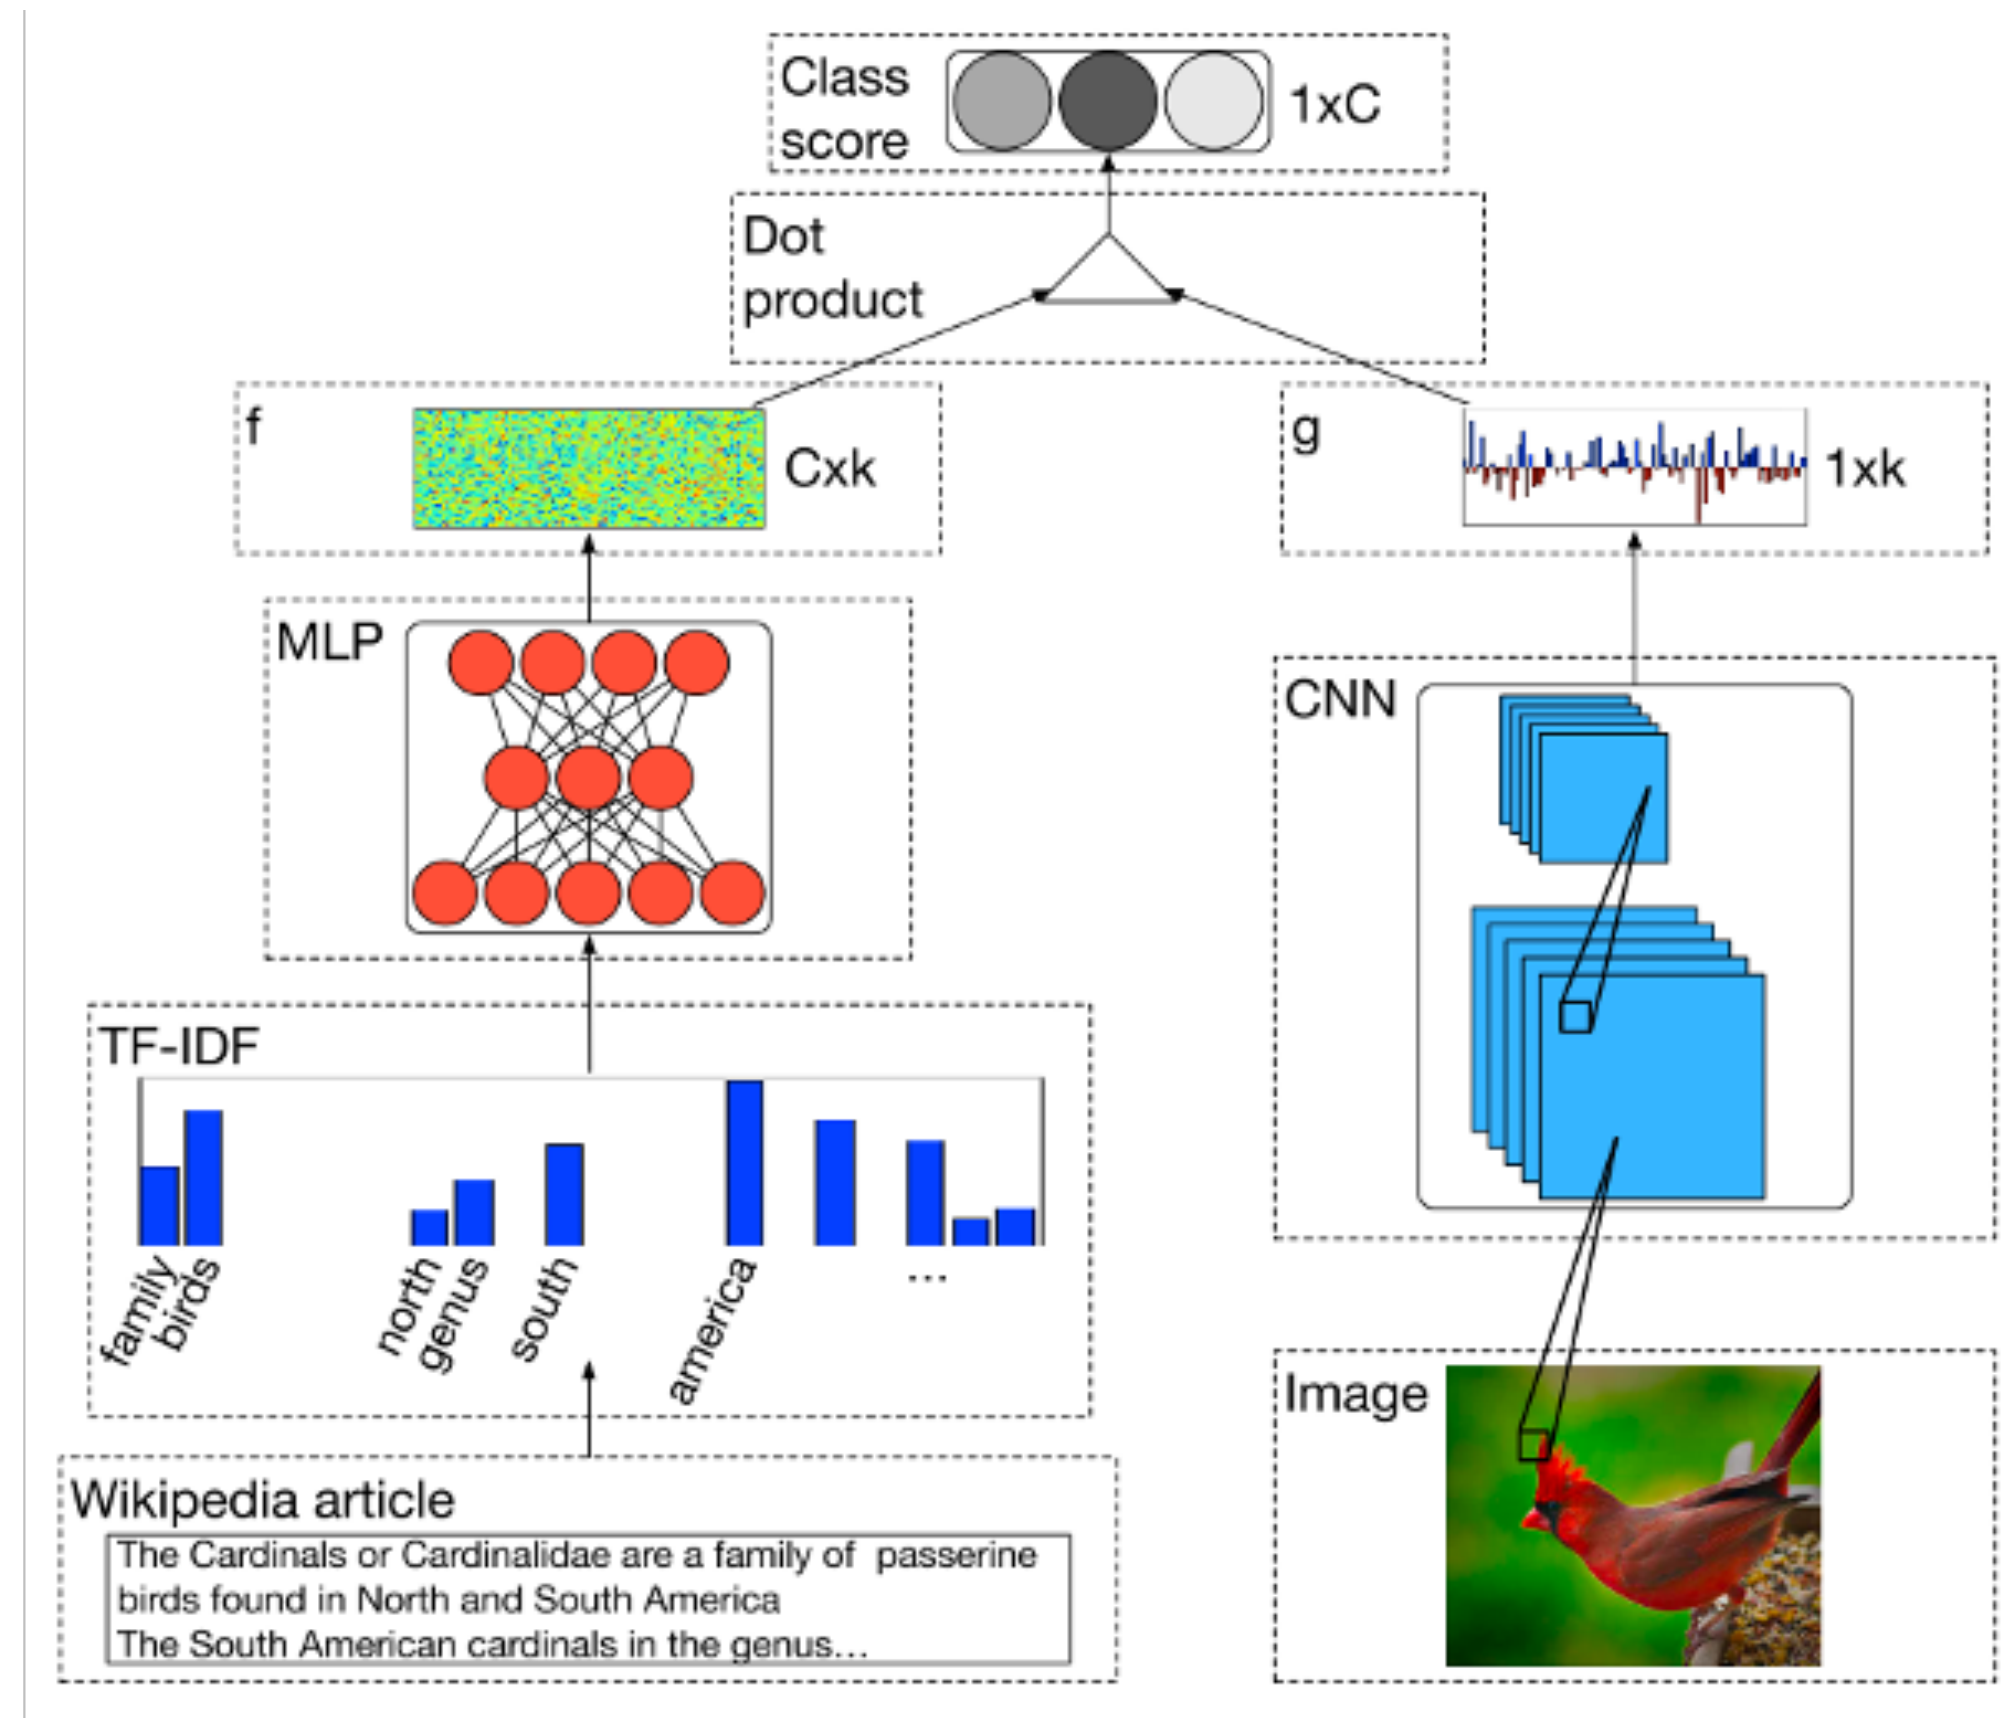 Class
score
1xC
Dot
product
f
Cxk
g
1xk
MLP
CNN
TF-IDF
family
birds
north
genus
south
america
...
Image
Wikipedia article
The Cardinals or Cardinalidae are a family of  passerine
birds found in North and South America
The South American cardinals in the genus...